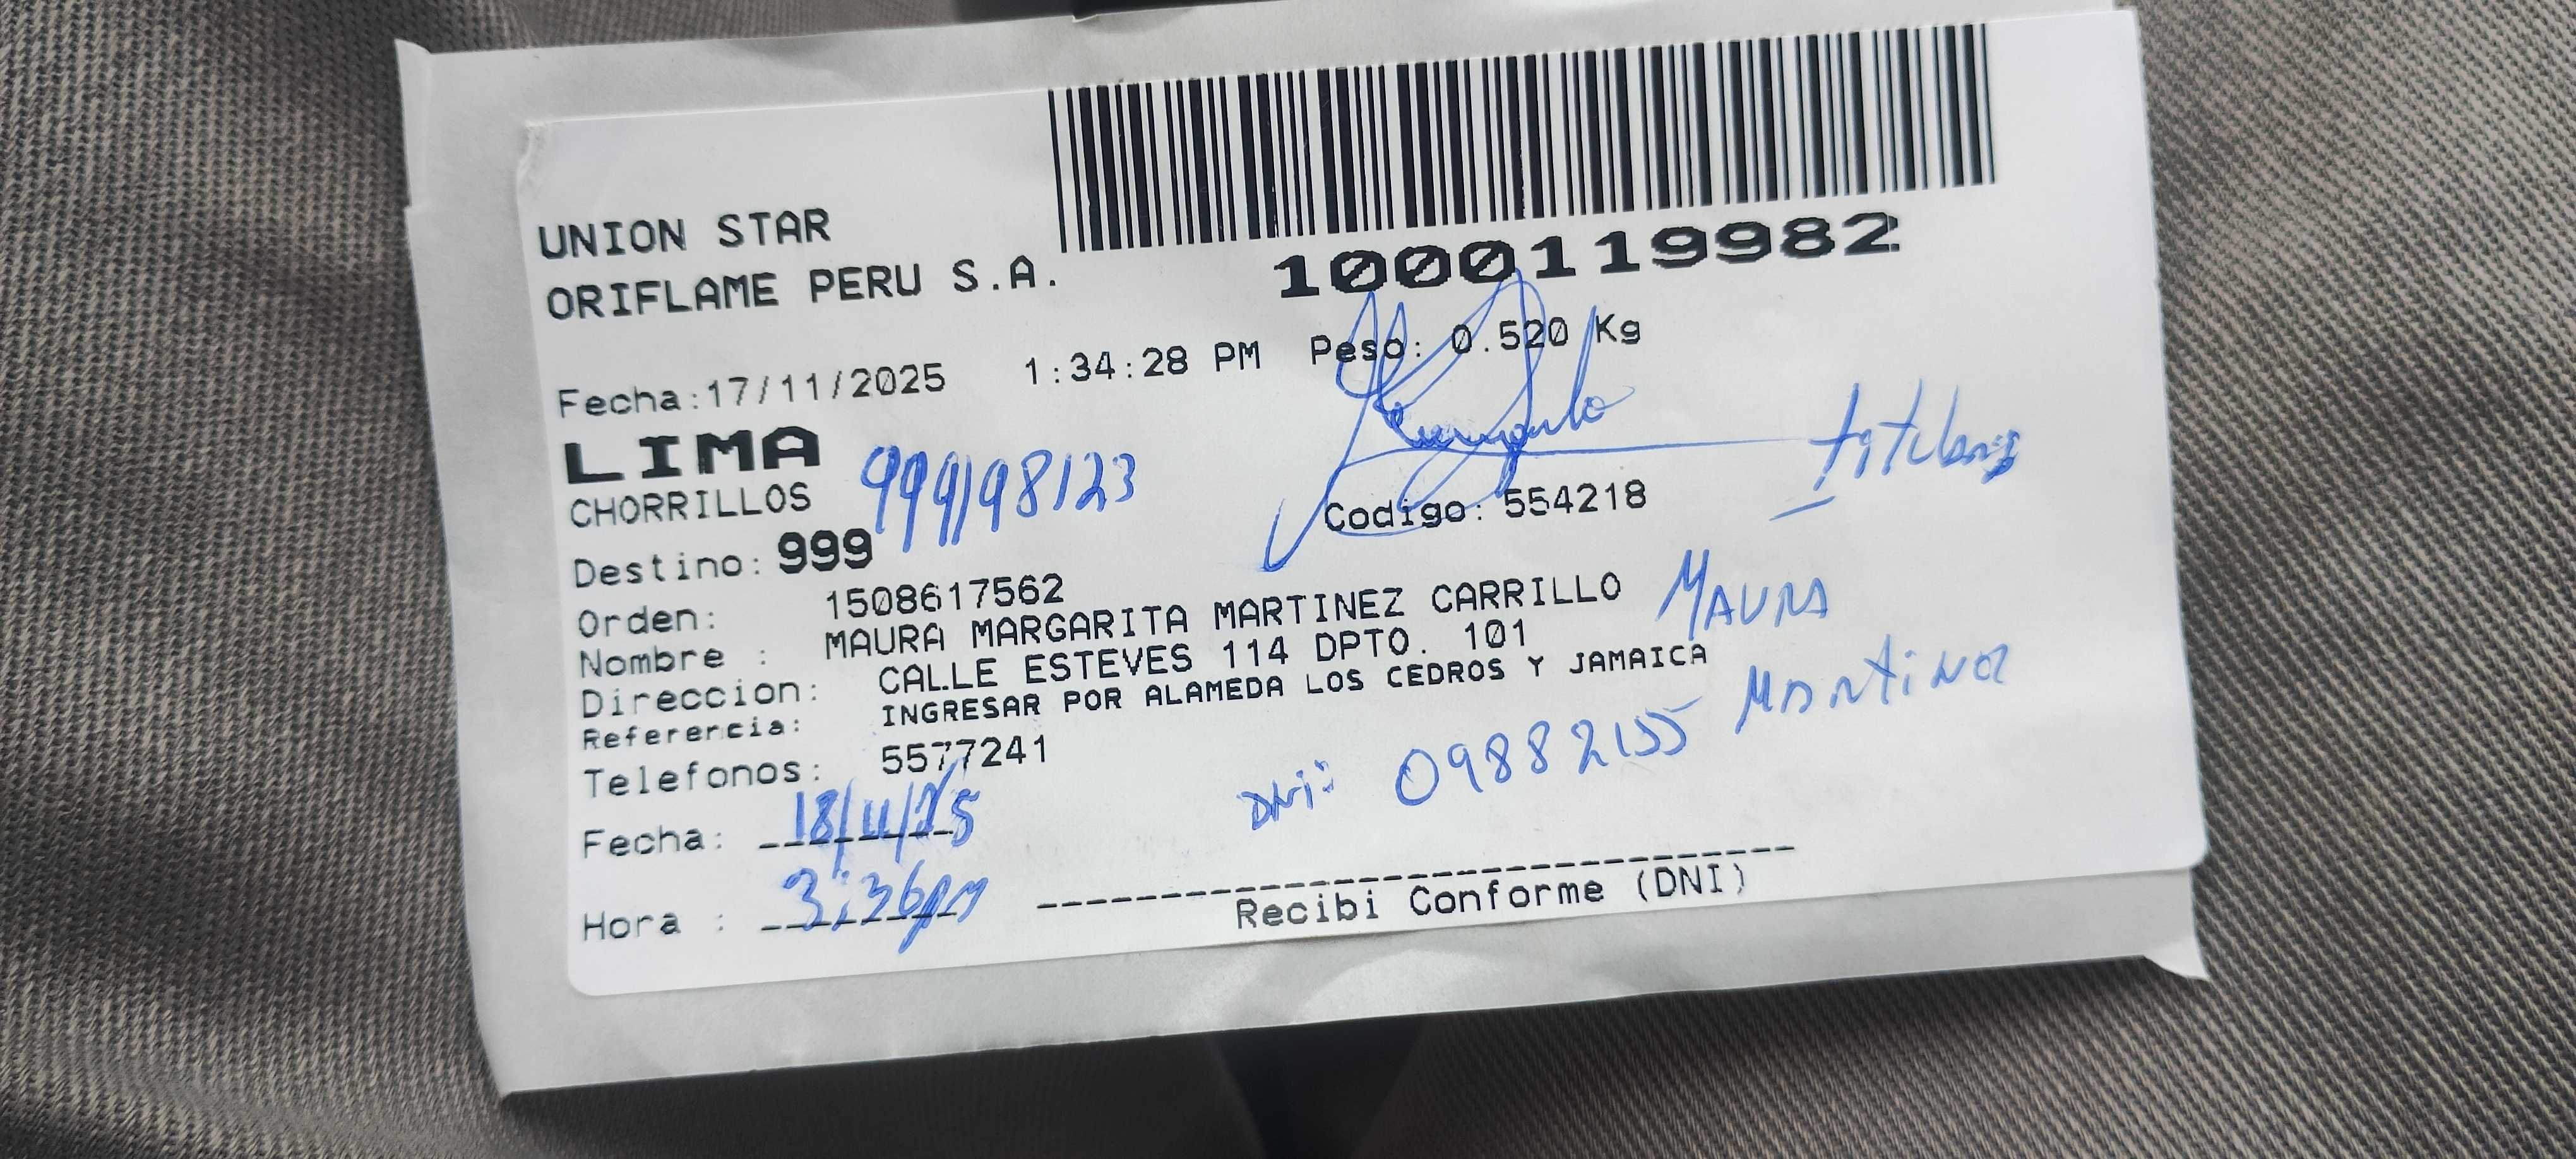 UNION STAR
ORIFLAME PERU S.A.
1000119982
Fecha:17/11/2025 1:34:28 PM Peso: 0.520 Kg
LIMA
CHORRILLOS 999198123
Destino: 999 Codigo: 554218
Orden: 1508617562
Nombre : MAURA MARGARITA MARTINEZ CARRILLO
Direccion: CALLE ESTEVES 114 DPTO. 101
Referencia: INGRESAR POR ALAMEDA LOS CEDROS Y JAMAICA
Telefonos: 5577241
titular
MAURA
MARTINEZ
DNI: 09882155
Fecha: 18/11/25
Hora : 3:36pm
Recibi Conforme (DNI)